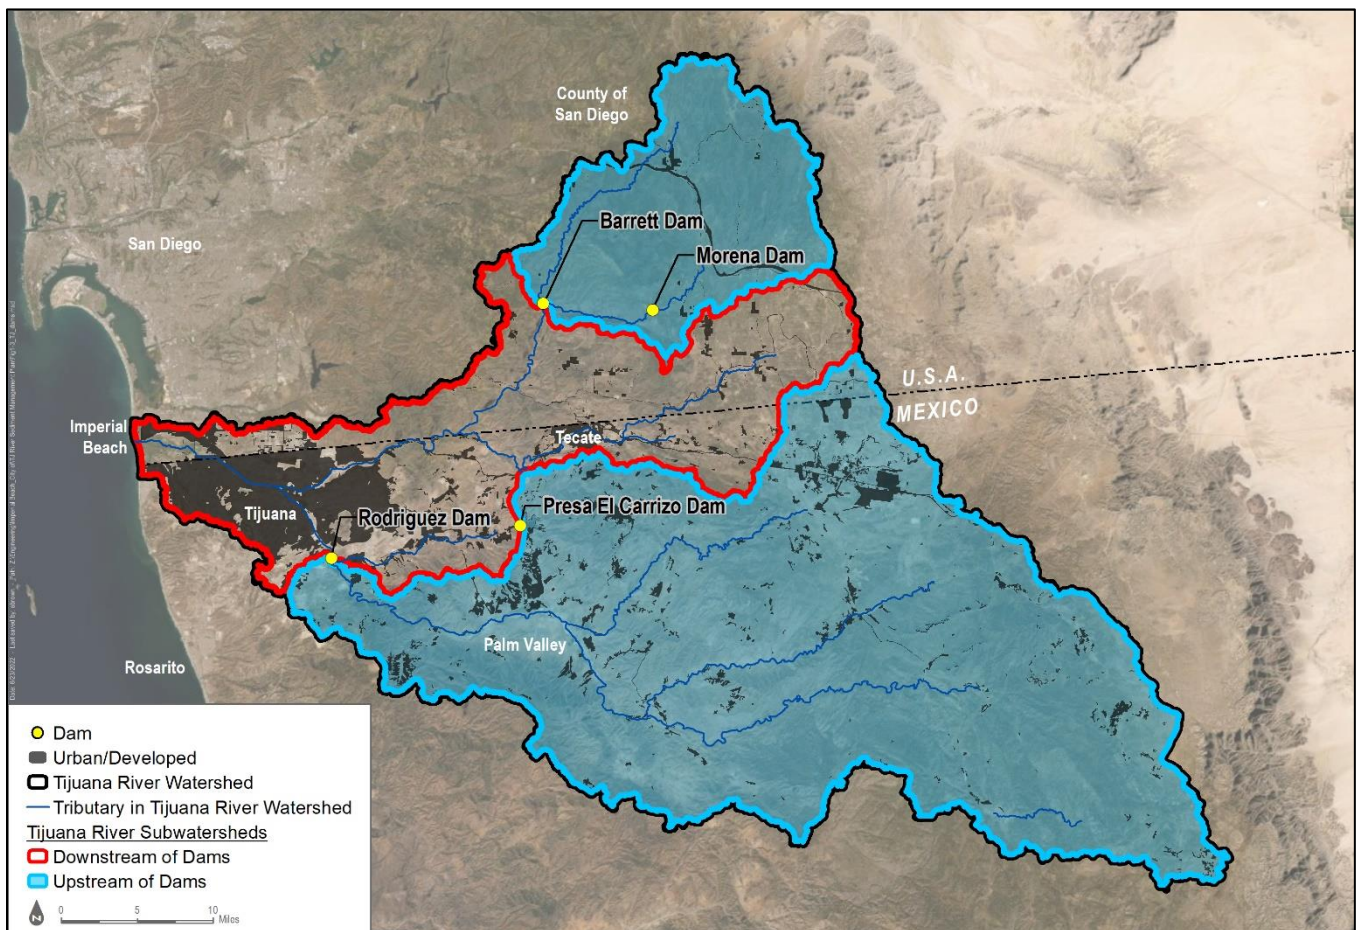 County of
San Diego
Barrett Dam
San Diego
Morena Dam
U.S.A.
MEXICO
Imperial
Beach
Tecate
Tijuana
Rodriguez Dam
Presa El Carrizo Dam
Palm Valley
Rosarito
Dam
Urban/Developed
Tijuana River Watershed
Tributary in Tijuana River Watershed
Tijuana River Subwatersheds
Downstream of Dams
Upstream of Dams
N
0 5 10
Miles